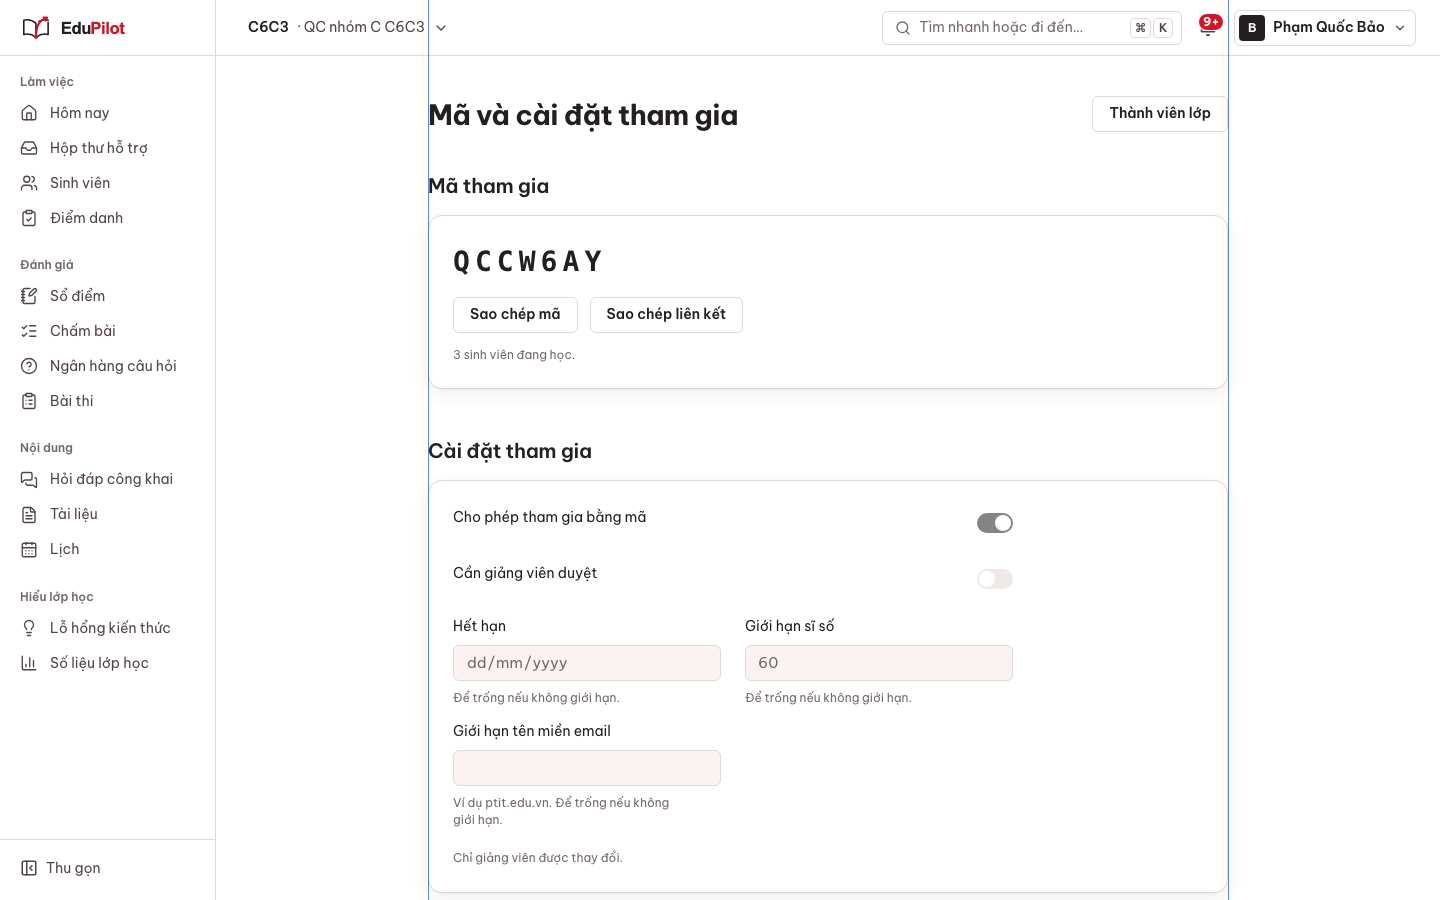 EduPilot
C6C3 · QC nhóm C C6C3
Tìm nhanh hoặc đi đến...
⌘ K
9+
B Phạm Quốc Bảo
Làm việc
Hôm nay
Hộp thư hỗ trợ
Sinh viên
Điểm danh
Đánh giá
Sổ điểm
Chấm bài
Ngân hàng câu hỏi
Bài thi
Nội dung
Hỏi đáp công khai
Tài liệu
Lịch
Hiểu lớp học
Lỗ hổng kiến thức
Số liệu lớp học
Thu gọn
Mã và cài đặt tham gia
Thành viên lớp
Mã tham gia
QCCW6AY
Sao chép mã
Sao chép liên kết
3 sinh viên đang học.
Cài đặt tham gia
Cho phép tham gia bằng mã
Cần giảng viên duyệt
Hết hạn
Giới hạn sĩ số
dd/mm/yyyy
60
Để trống nếu không giới hạn.
Để trống nếu không giới hạn.
Giới hạn tên miền email
Ví dụ ptit.edu.vn. Để trống nếu không
giới hạn.
Chỉ giảng viên được thay đổi.